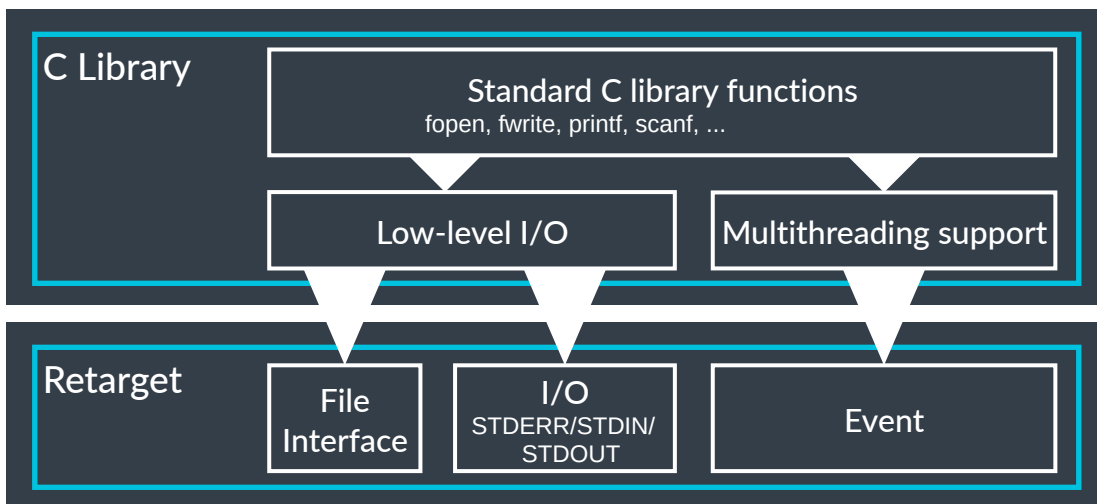 C Library
Standard C library functions
fopen, fwrite, printf, scanf, ...
Low-level I/O
Multithreading support
Retarget
File
Interface
I/O
STDERR/STDIN/
STDOUT
Event